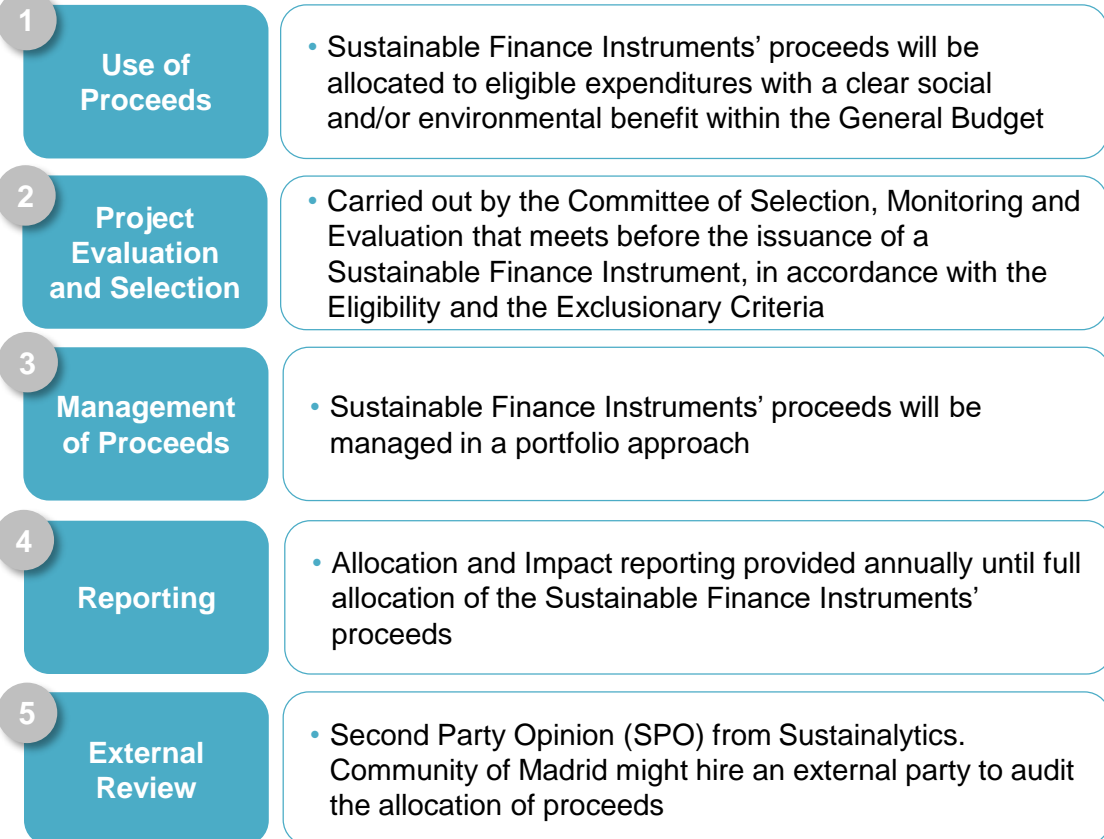 1
Use of
Proceeds
• Sustainable Finance Instruments’ proceeds will be
allocated to eligible expenditures with a clear social
and/or environmental benefit within the General Budget
2
Project
Evaluation
and Selection
• Carried out by the Committee of Selection, Monitoring and
Evaluation that meets before the issuance of a
Sustainable Finance Instrument, in accordance with the
Eligibility and the Exclusionary Criteria
3
Management
of Proceeds
• Sustainable Finance Instruments’ proceeds will be
managed in a portfolio approach
4
Reporting
• Allocation and Impact reporting provided annually until full
allocation of the Sustainable Finance Instruments’
proceeds
5
External
Review
• Second Party Opinion (SPO) from Sustainalytics.
Community of Madrid might hire an external party to audit
the allocation of proceeds